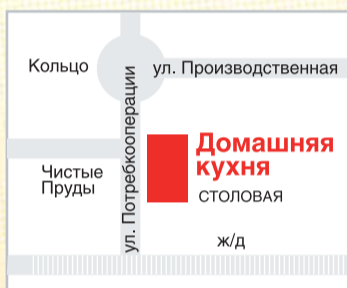 Кольцо
ул. Производственная
ул. Потребкооперации
Домашняя
кухня
СТОЛОВАЯ
Чистые
Пруды
ж/д